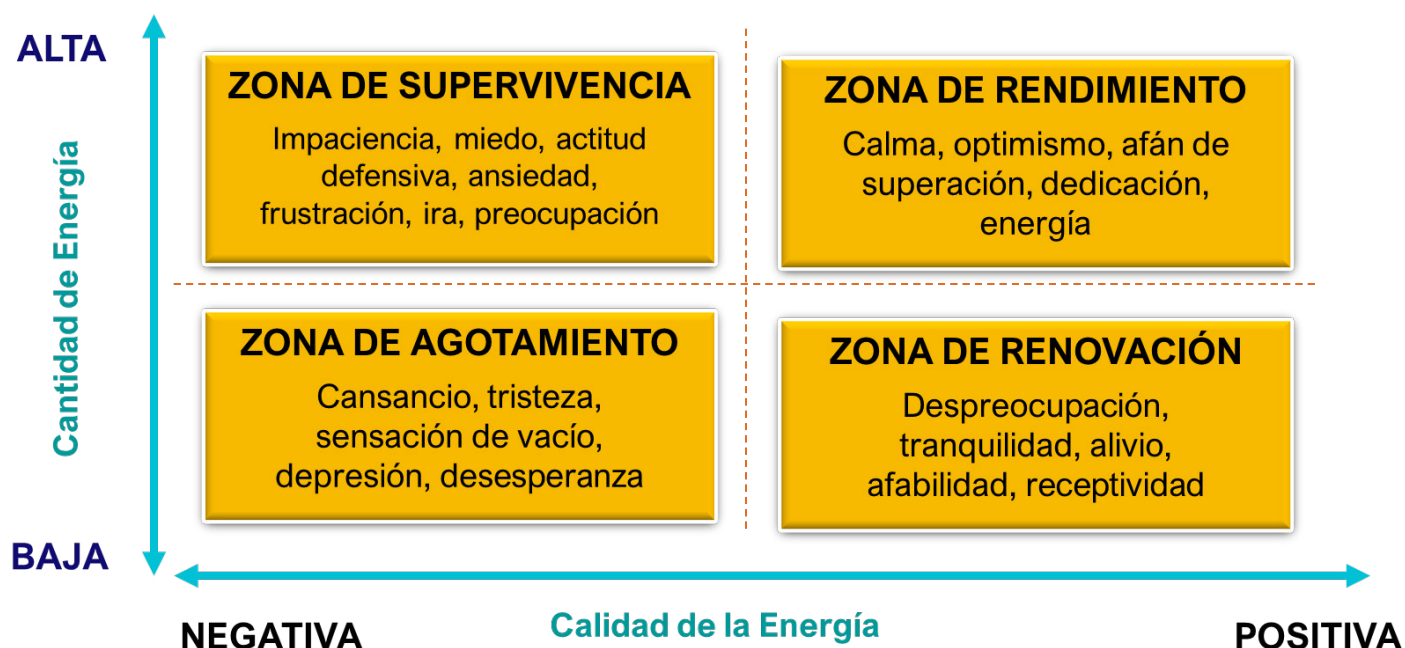 ALTA
Cantidad de Energía
BAJA
ZONA DE SUPERVIVENCIA
Impaciencia, miedo, actitud
defensiva, ansiedad,
frustración, ira, preocupación
ZONA DE RENDIMIENTO
Calma, optimismo, afán de
superación, dedicación,
energía
ZONA DE AGOTAMIENTO
Cansancio, tristeza,
sensación de vacío,
depresión, desesperanza
ZONA DE RENOVACIÓN
Despreocupación,
tranquilidad, alivio,
afabilidad, receptividad
NEGATIVA
Calidad de la Energía
POSITIVA